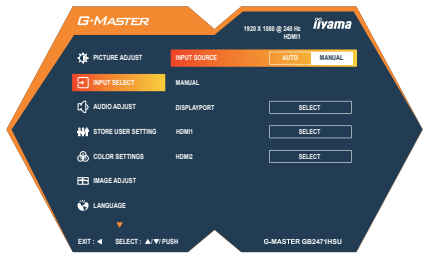 G-MASTER
1920 X 1080 @ 240 Hz
HDMI1
iiyama
PICTURE ADJUST
INPUT SOURCE AUTO MANUAL
INPUT SELECT
MANUAL
AUDIO ADJUST
DISPLAYPORT SELECT
STORE USER SETTING
HDMI1 SELECT
COLOR SETTINGS
HDMI2 SELECT
IMAGE ADJUST
LANGUAGE
EXIT : ◀ SELECT : ▲/▼/ PUSH
G-MASTER GB2471HSU